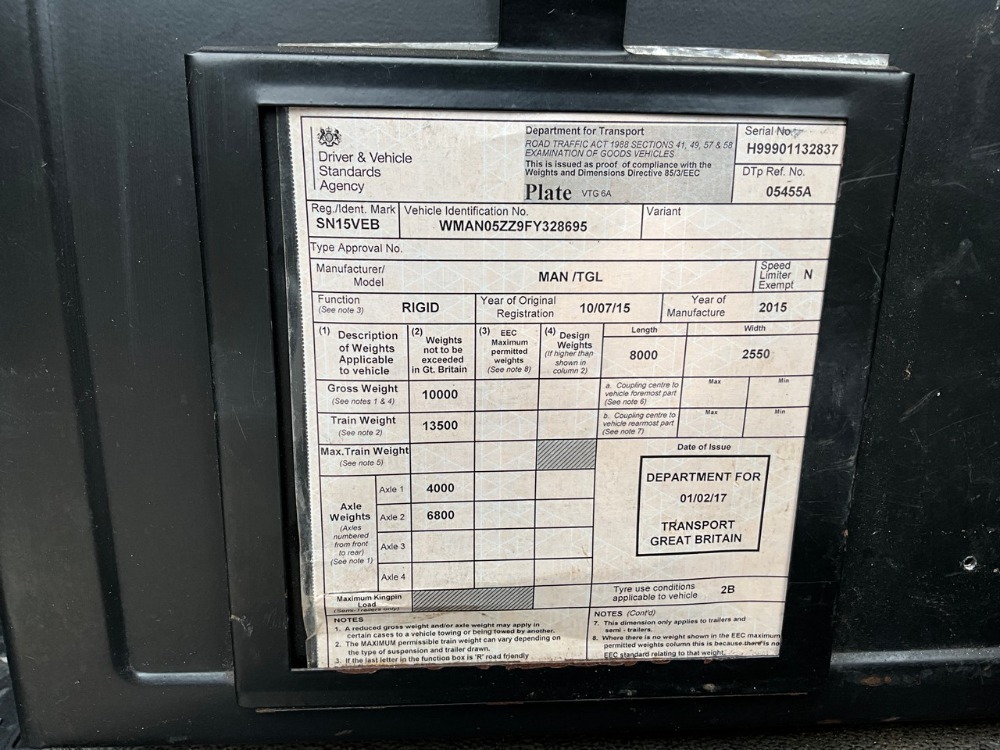 Driver & Vehicle
Standards
Agency
Department for Transport
ROAD TRAFFIC ACT 1988 SECTIONS 41, 49, 57 & 58
EXAMINATION OF GOODS VEHICLES
This is issued as proof of compliance with the
Weights and Dimensions Directive 85/3/EEC
Plate VTG 6A
Serial No.
H99901132837
DTp Ref. No.
05455A
Reg./Ident. Mark
SN15VEB
Vehicle Identification No.
WMAN05ZZ9FY328695
Variant
Type Approval No.
Manufacturer/
Model
MAN /TGL
Speed
Limiter
Exempt
N
Function
(See note 3)
RIGID
Year of Original
Registration
10/07/15
Year of
Manufacture
2015
(1) Description
of Weights
Applicable
to vehicle
(2) Weights
not to be
exceeded
in Gt. Britain
(3) EEC
Maximum
permitted
weights
(See note 8)
(4) Design
Weights
(If higher than
shown in
column 2)
Length
8000
Width
2550
Gross Weight
(See notes 1 & 4)
10000
a. Coupling centre to
vehicle foremost part
(See note 6)
Max
Min
Train Weight
(See note 2)
13500
b. Coupling centre to
vehicle rearmost part
(See note 7)
Max
Min
Max.Train Weight
(See note 5)
Date of Issue
DEPARTMENT FOR
01/02/17
TRANSPORT
GREAT BRITAIN
Axle
Weights
(Axles
numbered
from front
to rear)
(See note 1)
Axle 1
4000
Axle 2
6800
Axle 3
Axle 4
Maximum Kingpin
Load
(Semi-Trailers only)
Tyre use conditions
applicable to vehicle
2B
NOTES
1. A reduced gross weight and/or axle weight may apply in
certain cases to a vehicle towing or being towed by another.
2. The MAXIMUM permissible train weight can vary depending on
the type of suspension and trailer drawn.
3. If the last letter in the function box is 'R' road friendly
NOTES (Cont'd)
7. This dimension only applies to trailers and
semi - trailers.
8. Where there is no weight shown in the EEC maximum
permitted weights column this is because there is no
EEC standard relating to that weight.